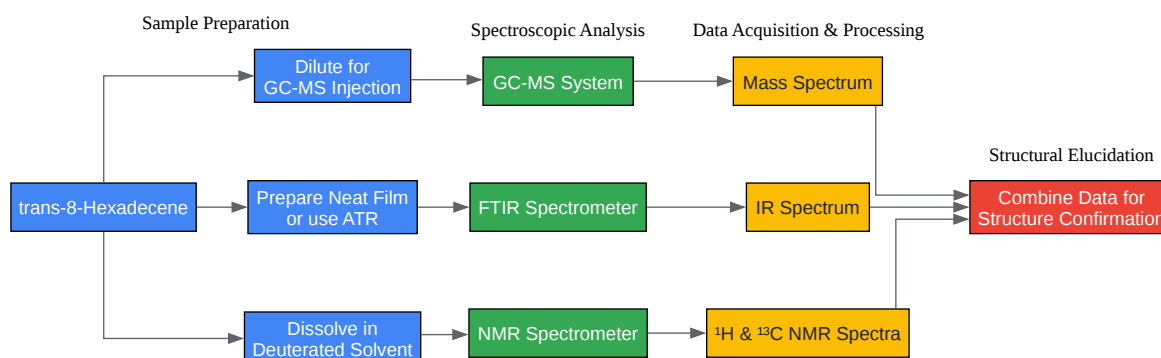 Sample Preparation
Spectroscopic Analysis
Data Acquisition & Processing
Dilute for
GC-MS Injection
GC-MS System
Mass Spectrum
Structural Elucidation
trans-8-Hexadecene
Prepare Neat Film
or use ATR
FTIR Spectrometer
IR Spectrum
Combine Data for
Structure Confirmation
Dissolve in
Deuterated Solvent
NMR Spectrometer
¹H & ¹³C NMR Spectra